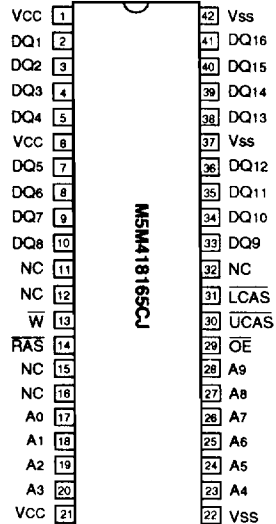 VCC 1 42 Vss
DQ1 2 41 DQ16
DQ2 3 40 DQ15
DQ3 4 39 DQ14
DQ4 5 38 DQ13
VCC 6 37 Vss
DQ5 7 36 DQ12
DQ6 8 35 DQ11
DQ7 9 34 DQ10
DQ8 10 33 DQ9
NC 11 32 NC
NC 12 31 L̅C̅A̅S̅
W̅ 13 30 U̅C̅A̅S̅
R̅A̅S̅ 14 29 O̅E̅
NC 15 28 A9
NC 16 27 A8
A0 17 26 A7
A1 18 25 A6
A2 19 24 A5
A3 20 23 A4
VCC 21 22 VSS
M5M418165CJ